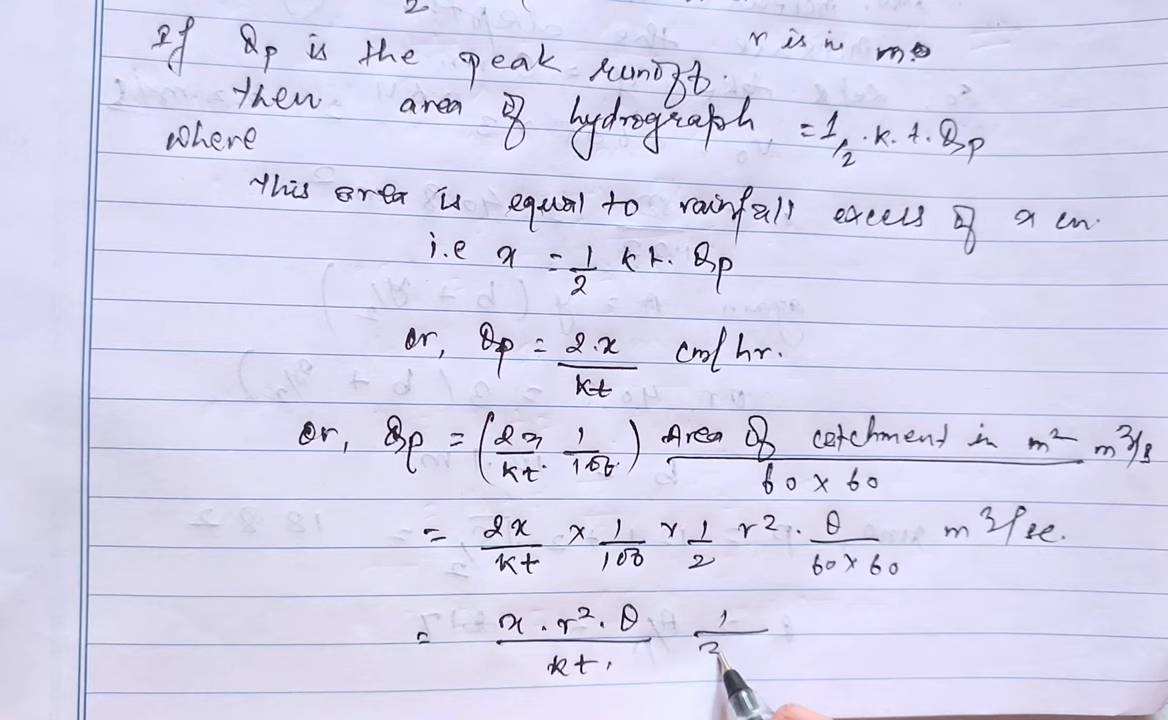 2
r is in m.
If Qp is the peak runoff.
then area of hydrograph = 1/2 . k. t. Qp
where
This area is equal to rainfall excess of x cm.
i.e x = 1/2 kt. Qp
or, Qp = 2.x/kt cm/hr.
or, Qp = (2x/kt. 1/100.) Area of catchment in m²/60 x 60 m³/s
= 2x/kt x 1/100 x 1/2 r². θ/60 x 60 m³/sec.
= x . r² . θ/kt. 1/3